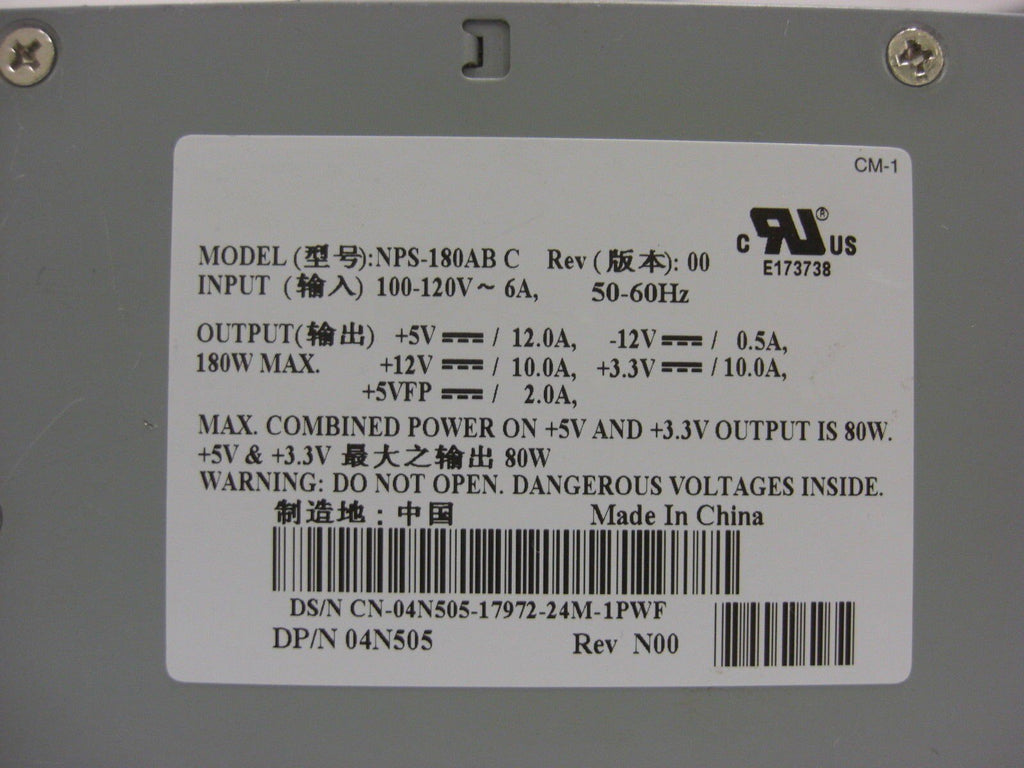 CM-1
C RU ® US
E173738
MODEL (型号):NPS-180AB C Rev (版本): 00
INPUT (输入) 100-120V~ 6A, 50-60Hz
OUTPUT(输出) +5V ⎓ / 12.0A, -12V ⎓ / 0.5A,
180W MAX. +12V ⎓ / 10.0A, +3.3V ⎓ / 10.0A,
+5VFP ⎓ / 2.0A,
MAX. COMBINED POWER ON +5V AND +3.3V OUTPUT IS 80W.
+5V & +3.3V 最大之输出 80W
WARNING: DO NOT OPEN. DANGEROUS VOLTAGES INSIDE.
制造地：中国 Made In China
DS/N CN-04N505-17972-24M-1PWF
DP/N 04N505 Rev N00